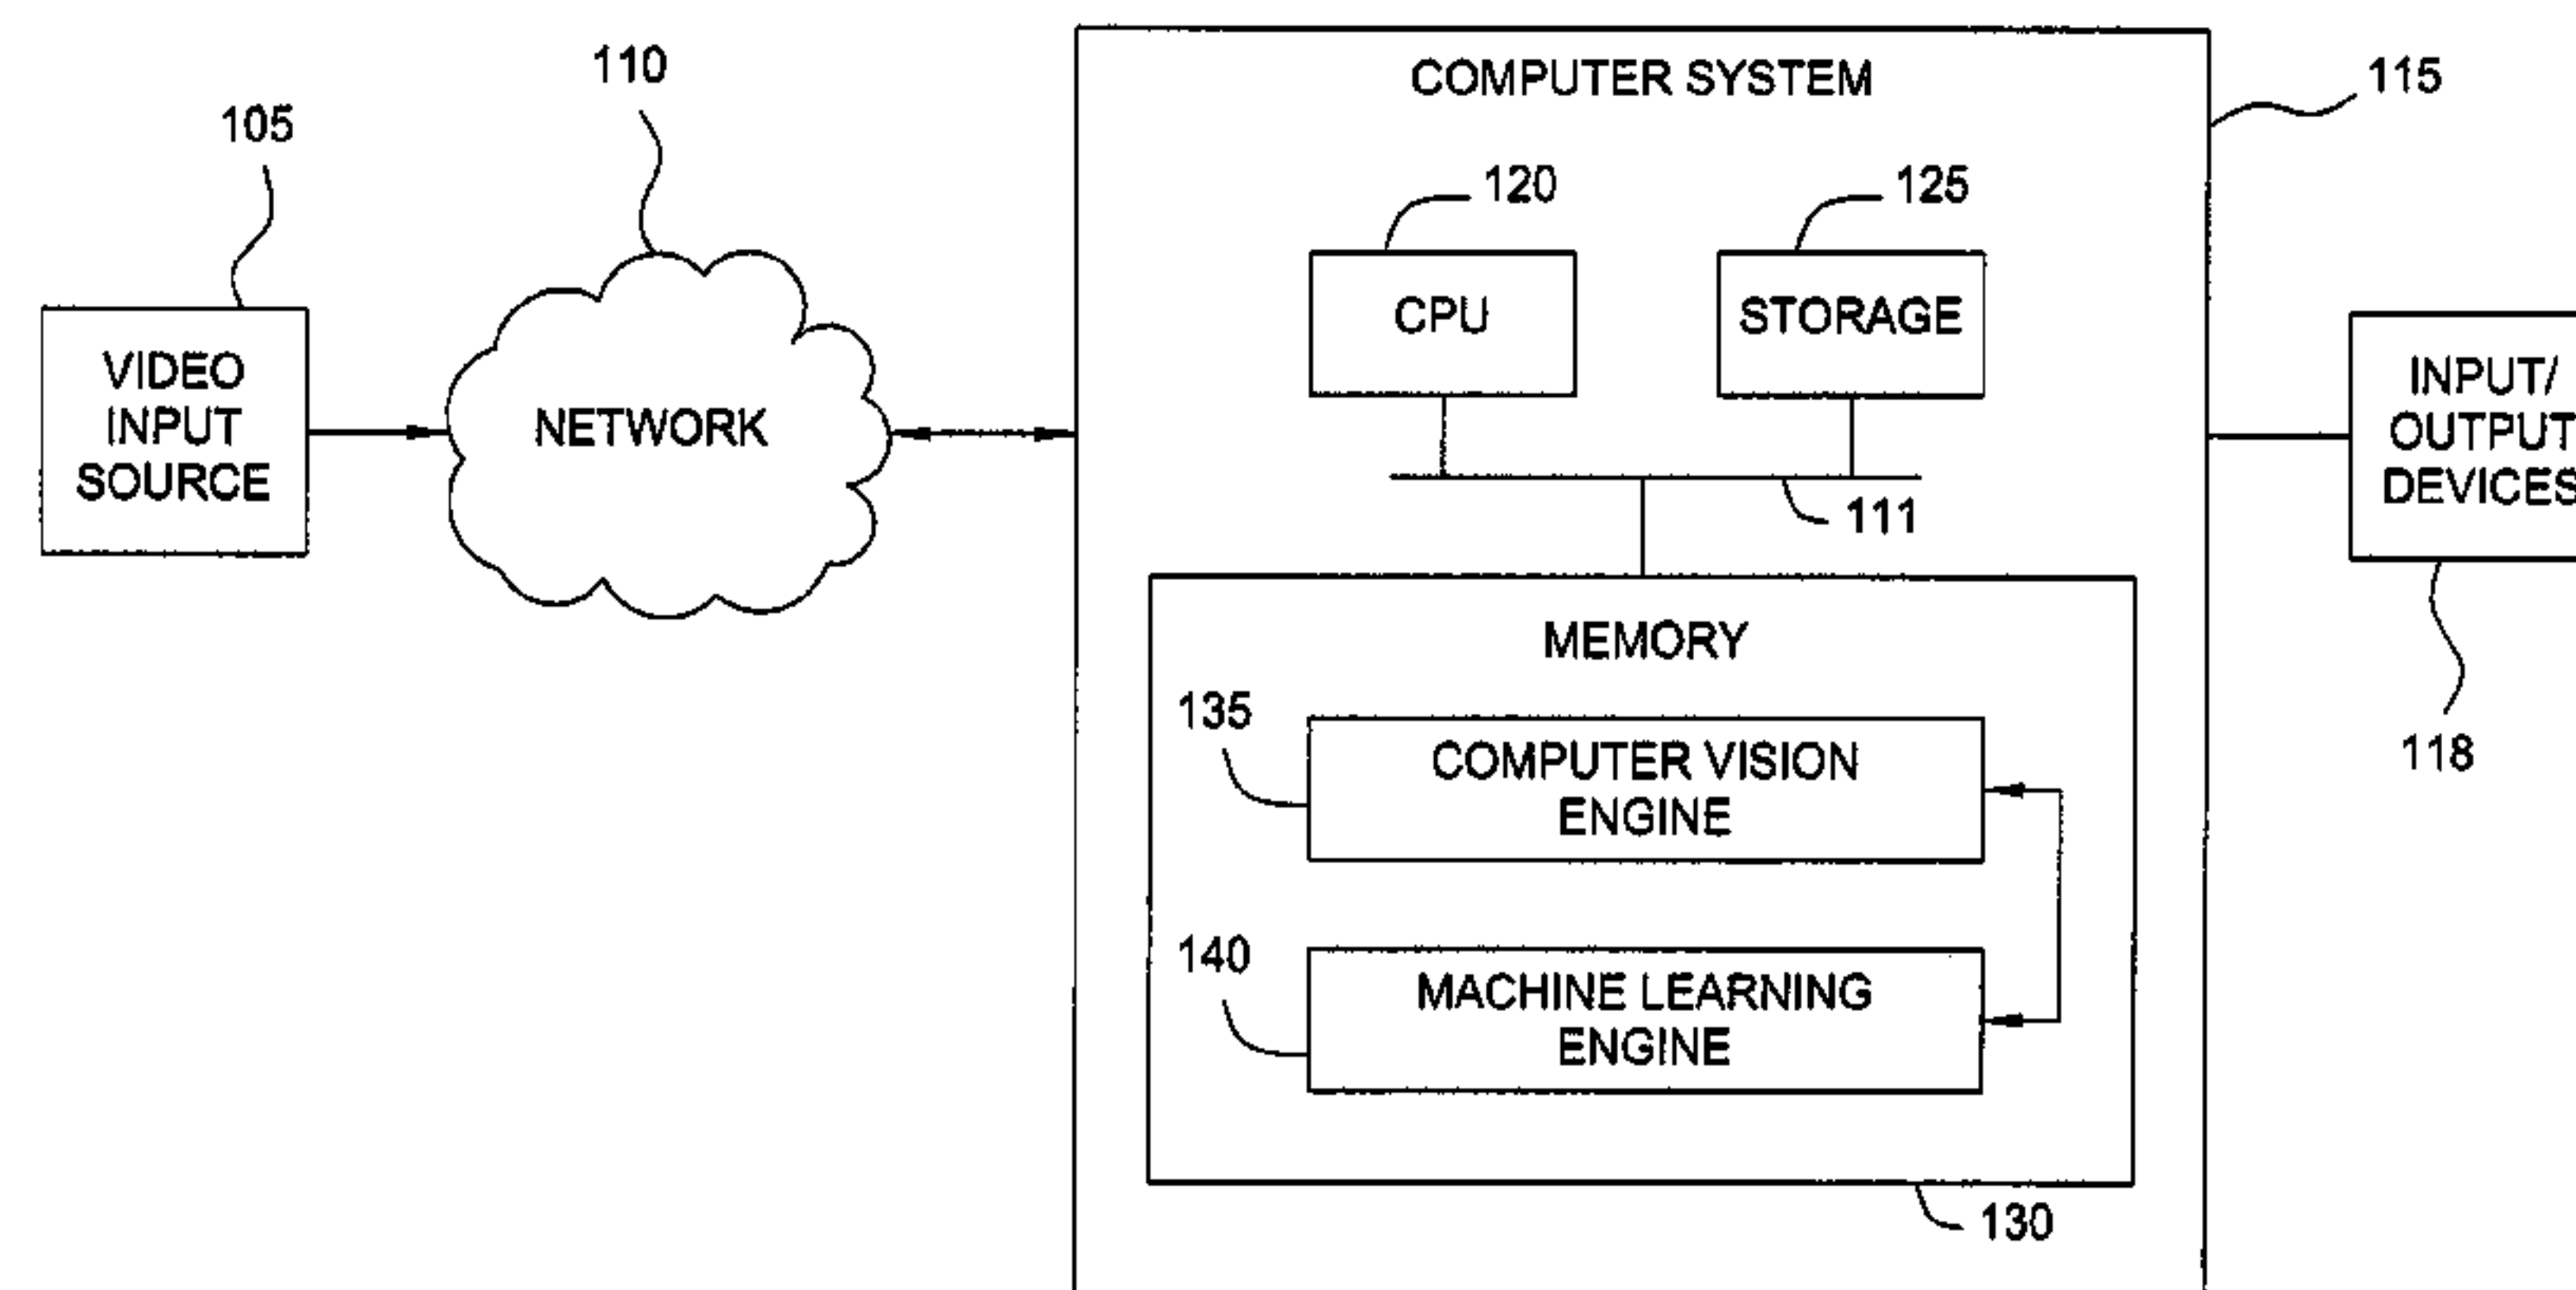 110
COMPUTER SYSTEM
115
105
120
125
CPU
STORAGE
VIDEO
INPUT
SOURCE
NETWORK
INPUT/
OUTPUT
DEVICES
111
MEMORY
135
COMPUTER VISION
ENGINE
118
140
MACHINE LEARNING
ENGINE
130